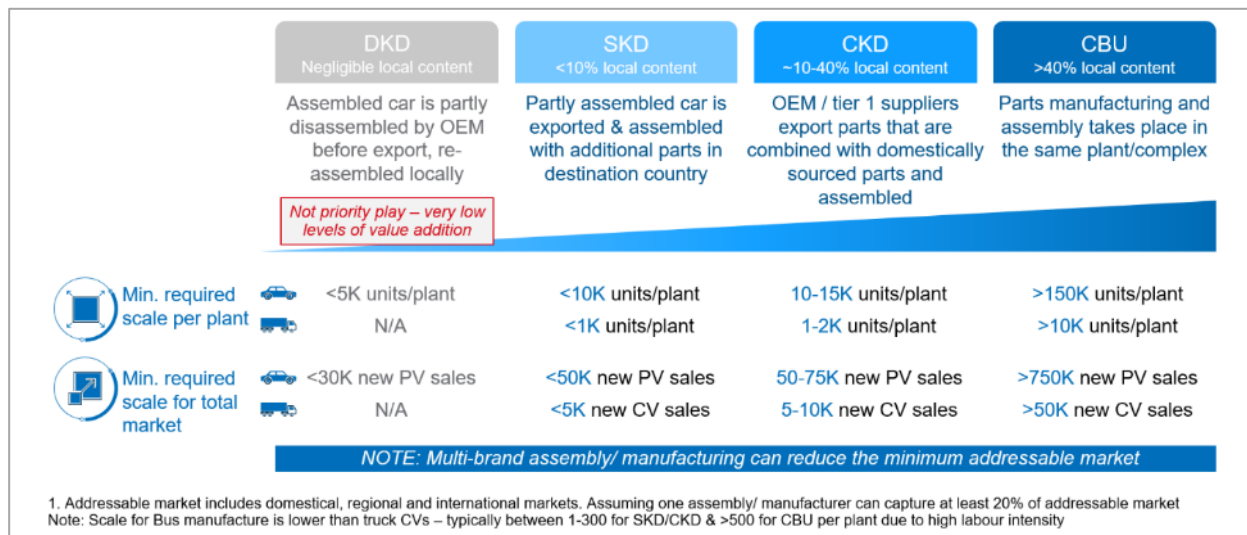 DKD
Negligible local content
SKD
<10% local content
CKD
~10-40% local content
CBU
>40% local content
Assembled car is partly
disassembled by OEM
before export, re-
assembled locally
Partly assembled car is
exported & assembled
with additional parts in
destination country
OEM / tier 1 suppliers
export parts that are
combined with domestically
sourced parts and
assembled
Parts manufacturing and
assembly takes place in
the same plant/complex
Not priority play – very low
levels of value addition
Min. required
scale per plant
<5K units/plant
<10K units/plant
10-15K units/plant
>150K units/plant
N/A
<1K units/plant
1-2K units/plant
>10K units/plant
Min. required
scale for total
market
<30K new PV sales
<50K new PV sales
50-75K new PV sales
>750K new PV sales
N/A
<5K new CV sales
5-10K new CV sales
>50K new CV sales
NOTE: Multi-brand assembly/ manufacturing can reduce the minimum addressable market
1. Addressable market includes domestical, regional and international markets. Assuming one assembly/ manufacturer can capture at least 20% of addressable market
Note: Scale for Bus manufacture is lower than truck CVs – typically between 1-300 for SKD/CKD & >500 for CBU per plant due to high labour intensity